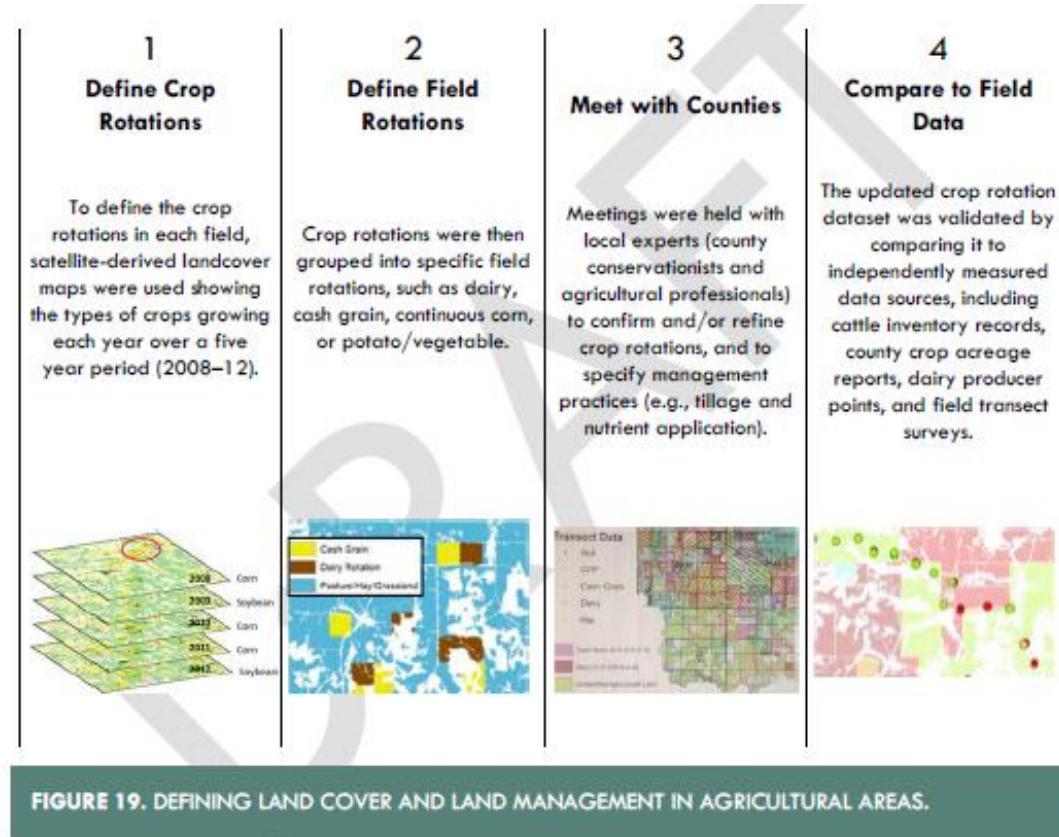 1
Define Crop
Rotations
To define the crop
rotations in each field,
satellite-derived landcover
maps were used showing
the types of crops growing
each year over a five
year period (2008–12).
2008 Corn
2009 Soybean
Corn
2011 Corn
2012 Soybean
2
Define Field
Rotations
Crop rotations were then
grouped into specific field
rotations, such as dairy,
cash grain, continuous corn,
or potato/vegetable.
Cash Grain
Dairy Rotation
Pasture/Hay/Grassland
3
Meet with Counties
Meetings were held with
local experts (county
conservationists and
agricultural professionals)
to confirm and/or refine
crop rotations, and to
specify management
practices (e.g., tillage and
nutrient application).
Transect Data
Cash Grain
Dairy
4
Compare to Field
Data
The updated crop rotation
dataset was validated by
comparing it to
independently measured
data sources, including
cattle inventory records,
county crop acreage
reports, dairy producer
points, and field transect
surveys.
DRAFT
FIGURE 19. DEFINING LAND COVER AND LAND MANAGEMENT IN AGRICULTURAL AREAS.